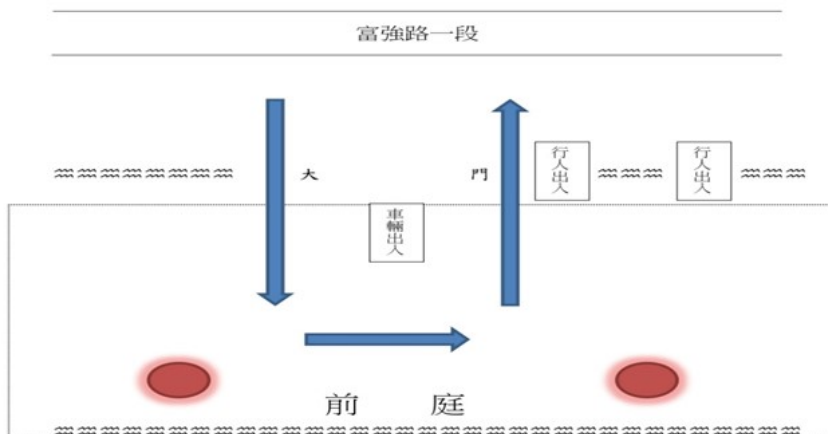 富強路一段
大門
行人出入
行人出入
車輛出入
前庭